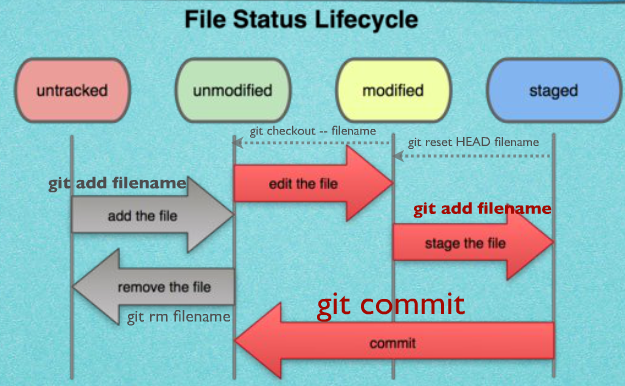 File Status Lifecycle
untracked
unmodified
modified
staged
git checkout -- filename
git reset HEAD filename
git add filename
edit the file
add the file
git add filename
stage the file
remove the file
git rm filename
git commit
commit